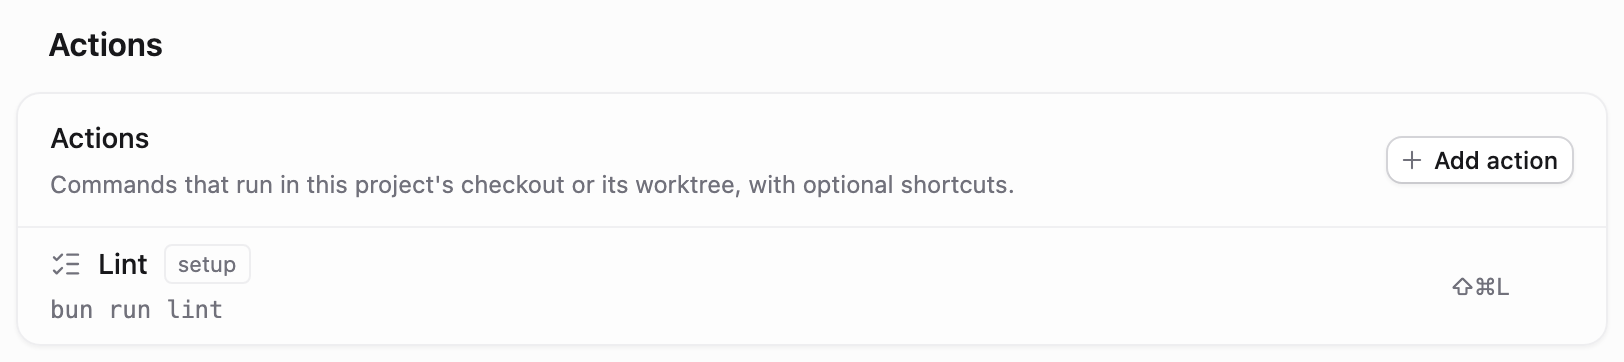 Actions
Actions
Commands that run in this project's checkout or its worktree, with optional shortcuts.
+ Add action
Lint setup
bun run lint
⇧⌘L